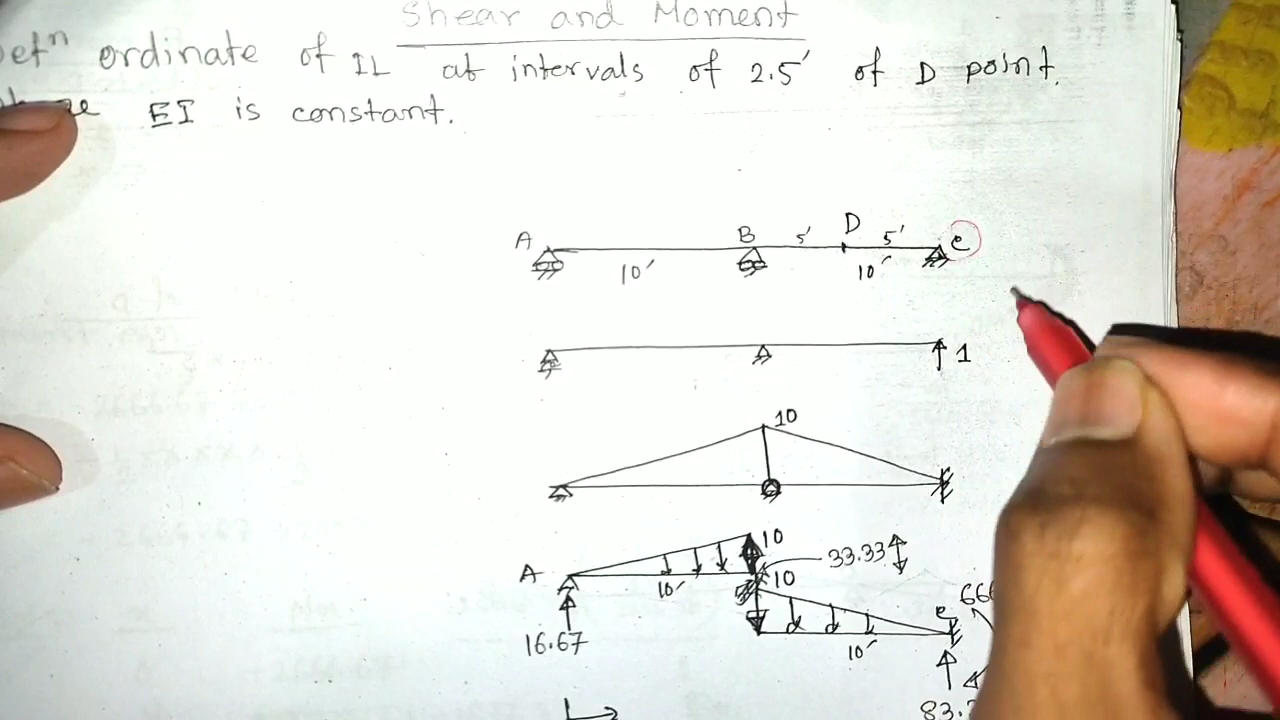 Shear and Moment
ordinate of IL at intervals of 2.5' of D point.
EI is constant.
A B 5' D 5' e
10' 10'
1
10
10
A 10' 10 33.33
e
16.67 10'